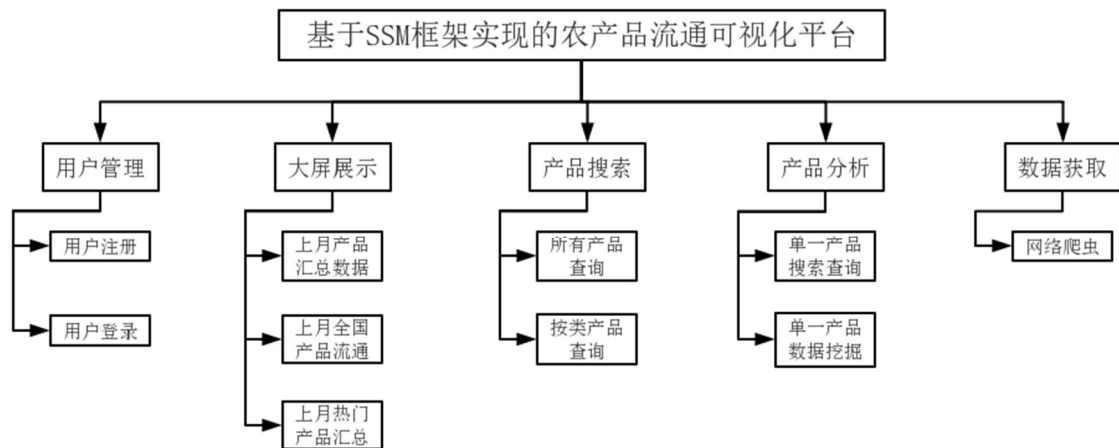 基于SSM框架实现的农产品流通可视化平台
用户管理
大屏展示
产品搜索
产品分析
数据获取
用户注册
用户登录
上月产品
汇总数据
上月全国
产品流通
上月热门
产品汇总
所有产品
查询
按类产品
查询
单一产品
搜索查询
单一产品
数据挖掘
网络爬虫